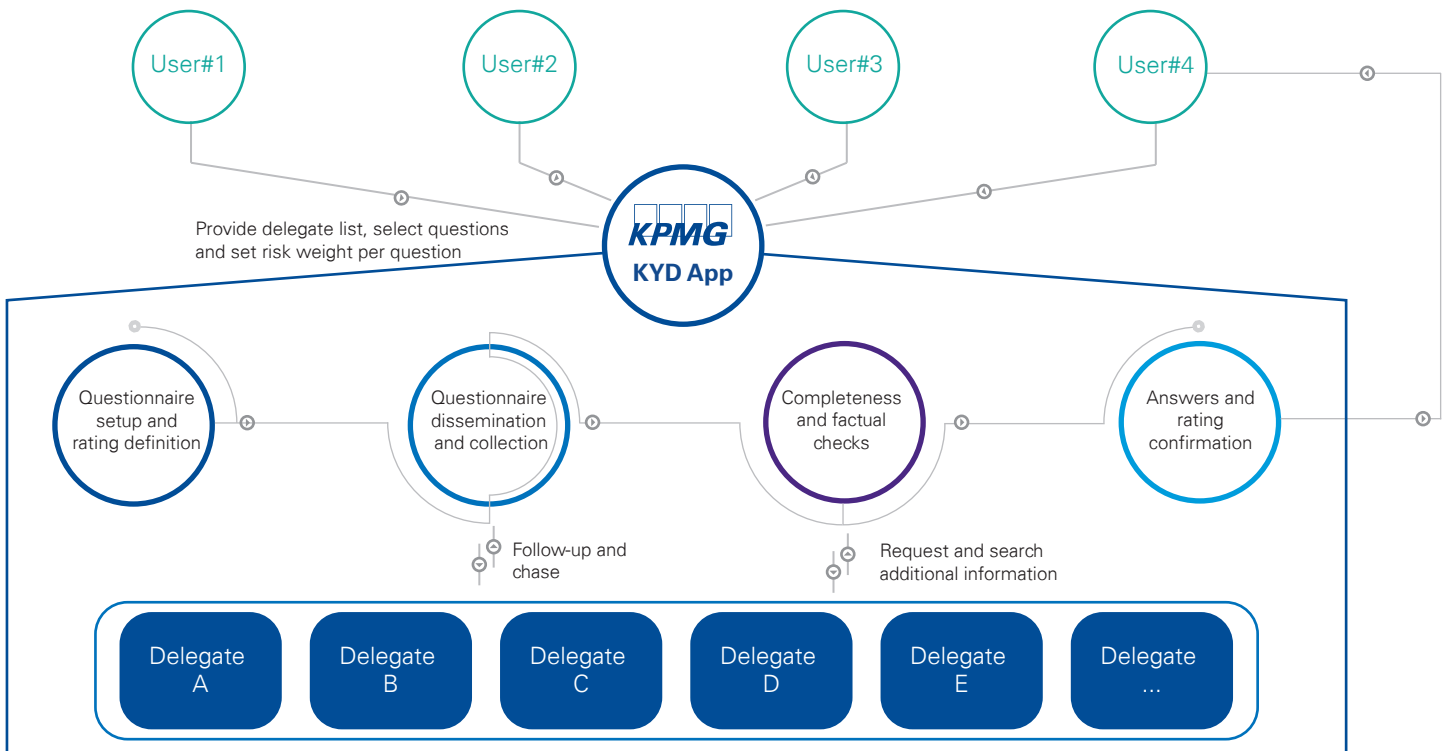 User#1
User#2
User#3
User#4
Provide delegate list, select questions
and set risk weight per question
KPMG
KYD App
Questionnaire
setup and
rating definition
Questionnaire
dissemination
and collection
Completeness
and factual
checks
Answers and
rating
confirmation
Follow-up and
chase
Request and search
additional information
Delegate
A
Delegate
B
Delegate
C
Delegate
D
Delegate
E
Delegate
...